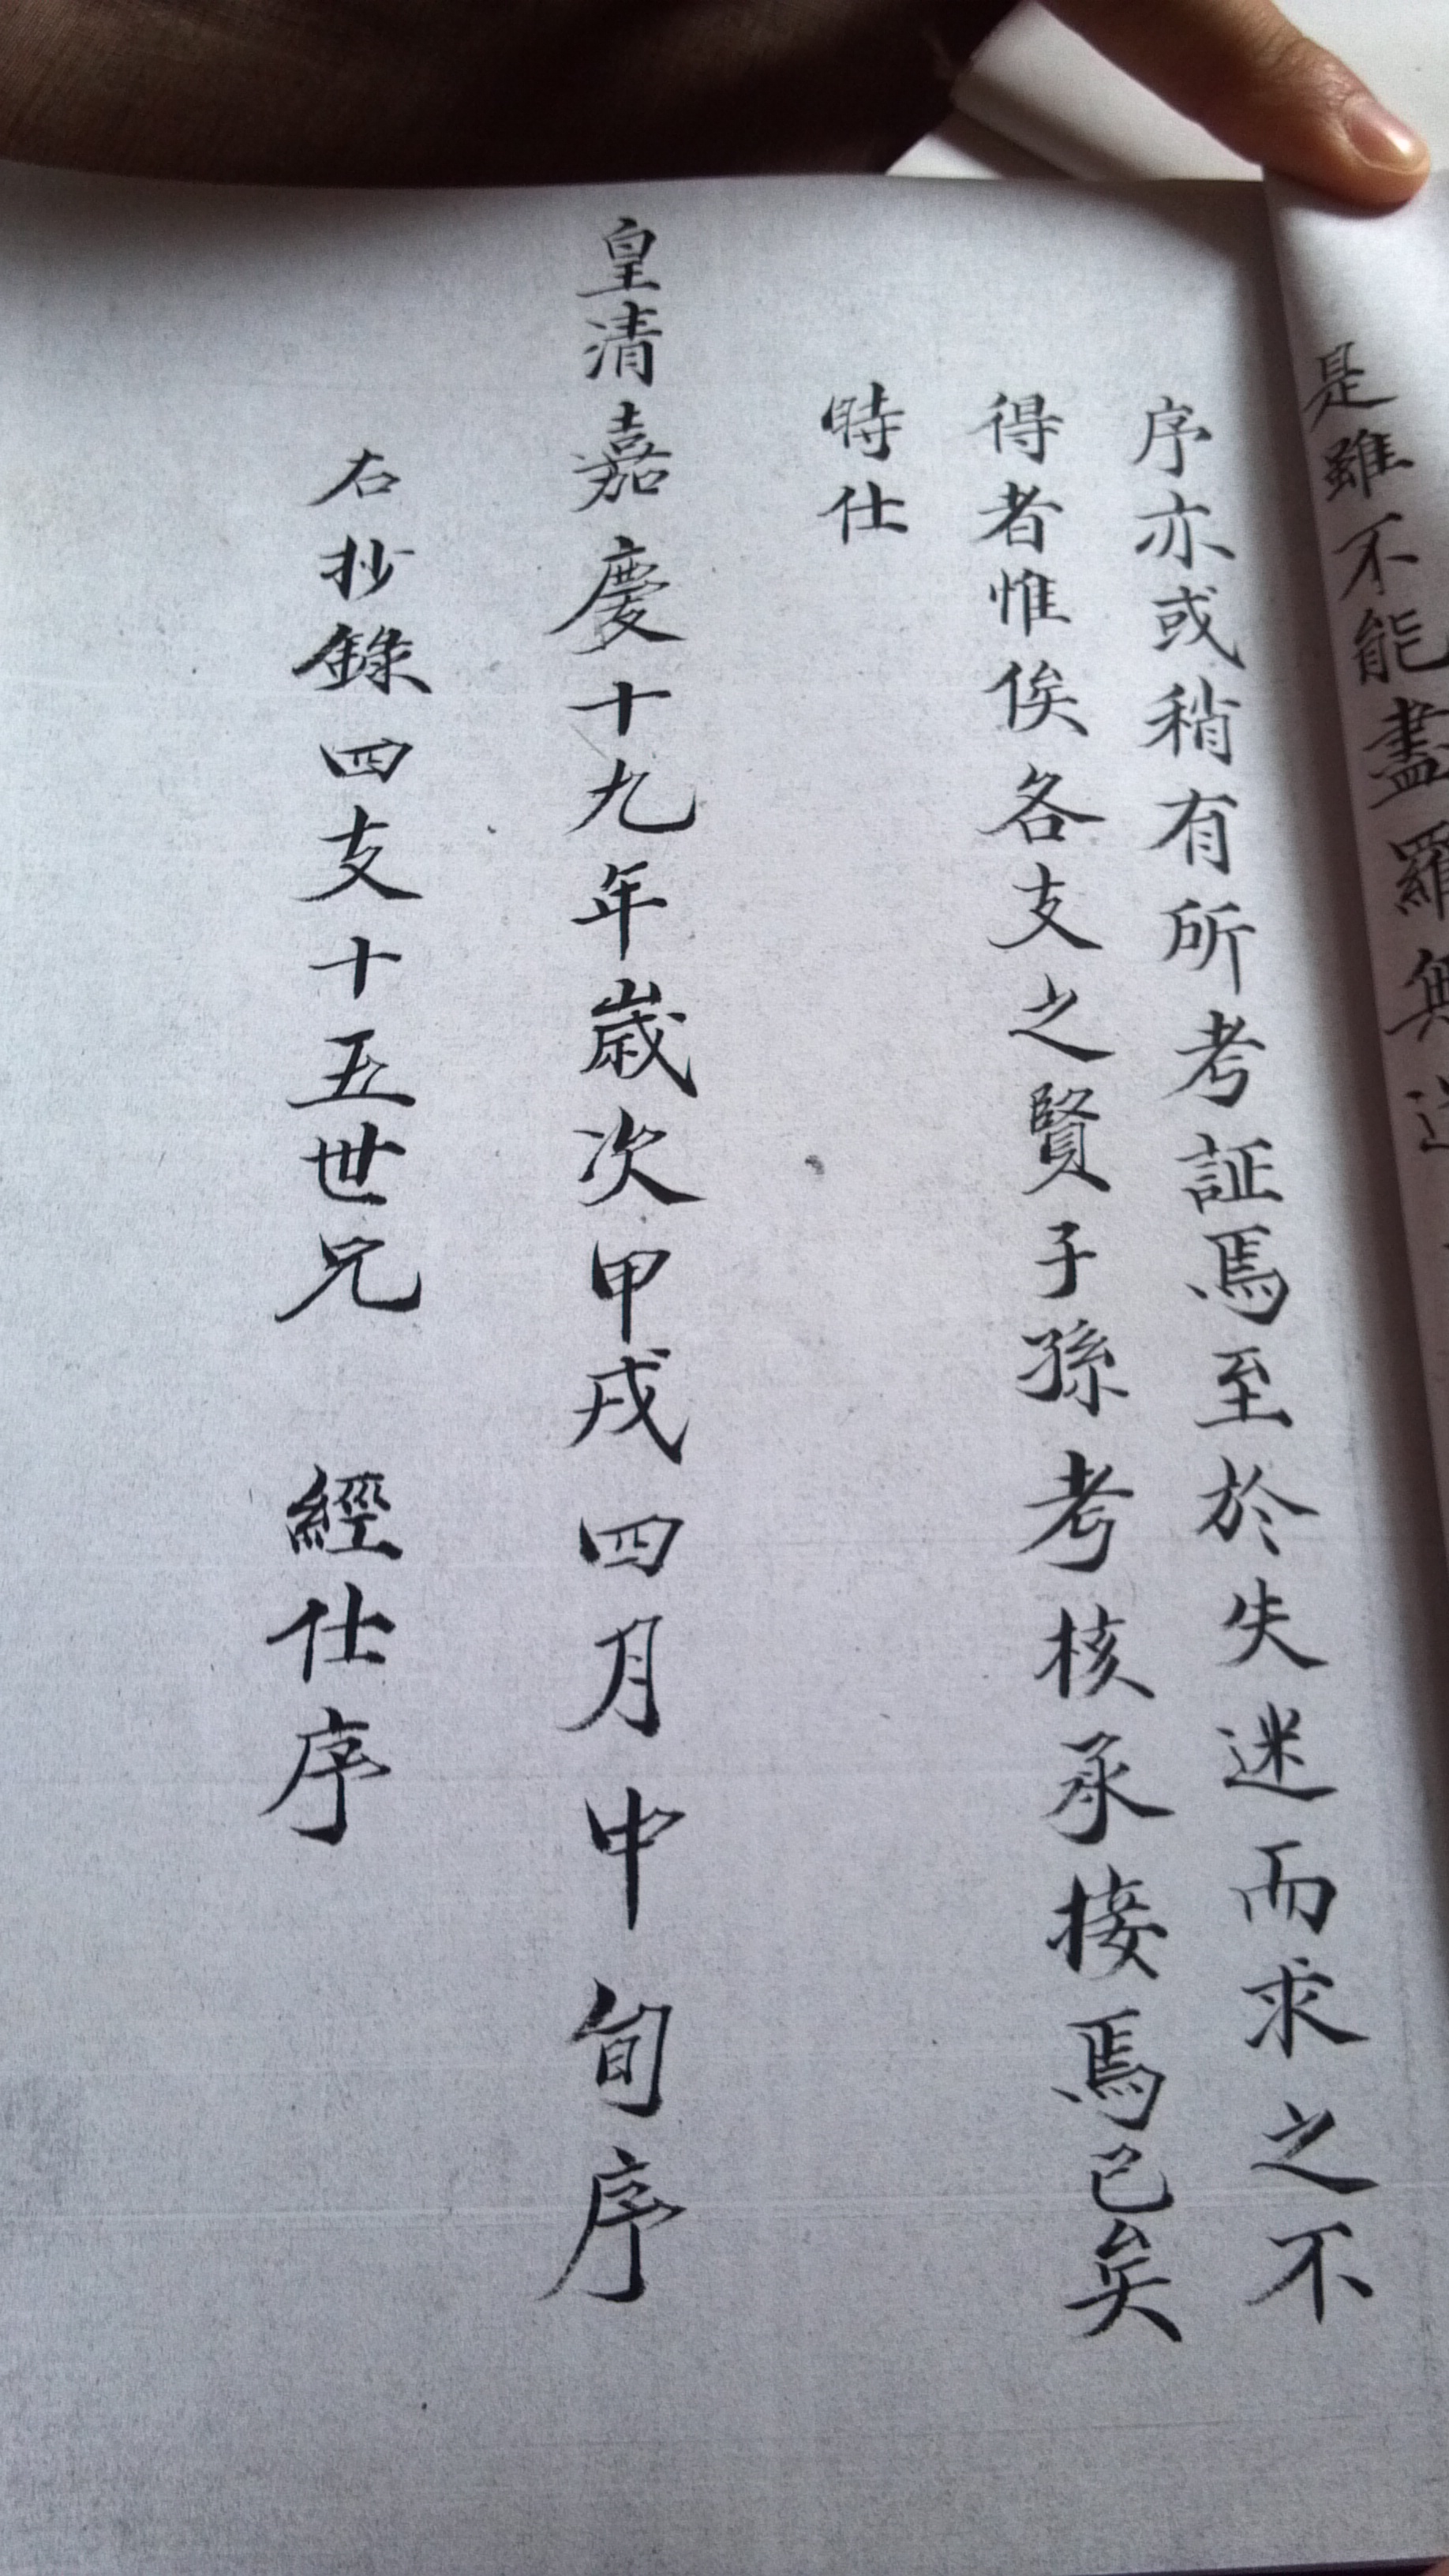 是雖不能盡羅無
序亦或稍有所考証焉至於失迷而求之不
得者惟俟各支之賢子孫考核承接焉已矣
時仕
皇清嘉慶十九年歲次甲戌四月中旬序
右抄錄四支十五世兄 經仕序